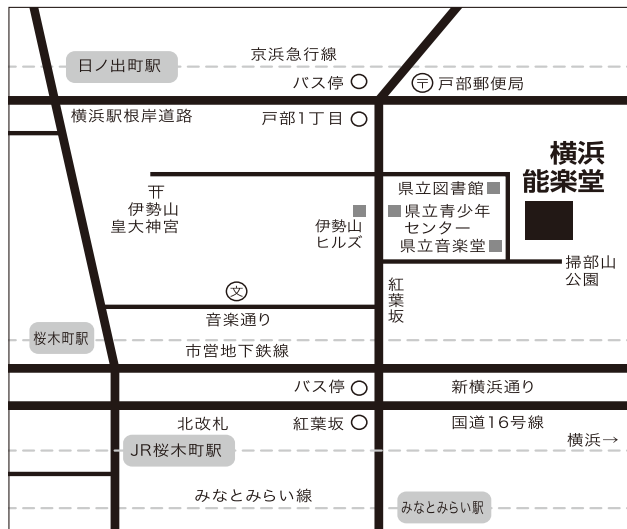 京浜急行線
日ノ出町駅
バス停
〒
戸部郵便局
横浜駅根岸道路
戸部1丁目
横浜
能楽堂
県立図書館
伊勢山
皇大神宮
伊勢山
ヒルズ
県立青少年
センター
県立音楽堂
掃部山
公園
紅葉坂
文
音楽通り
桜木町駅
市営地下鉄線
バス停
新横浜通り
北改札
紅葉坂
国道16号線
横浜→
JR桜木町駅
みなとみらい線
みなとみらい駅